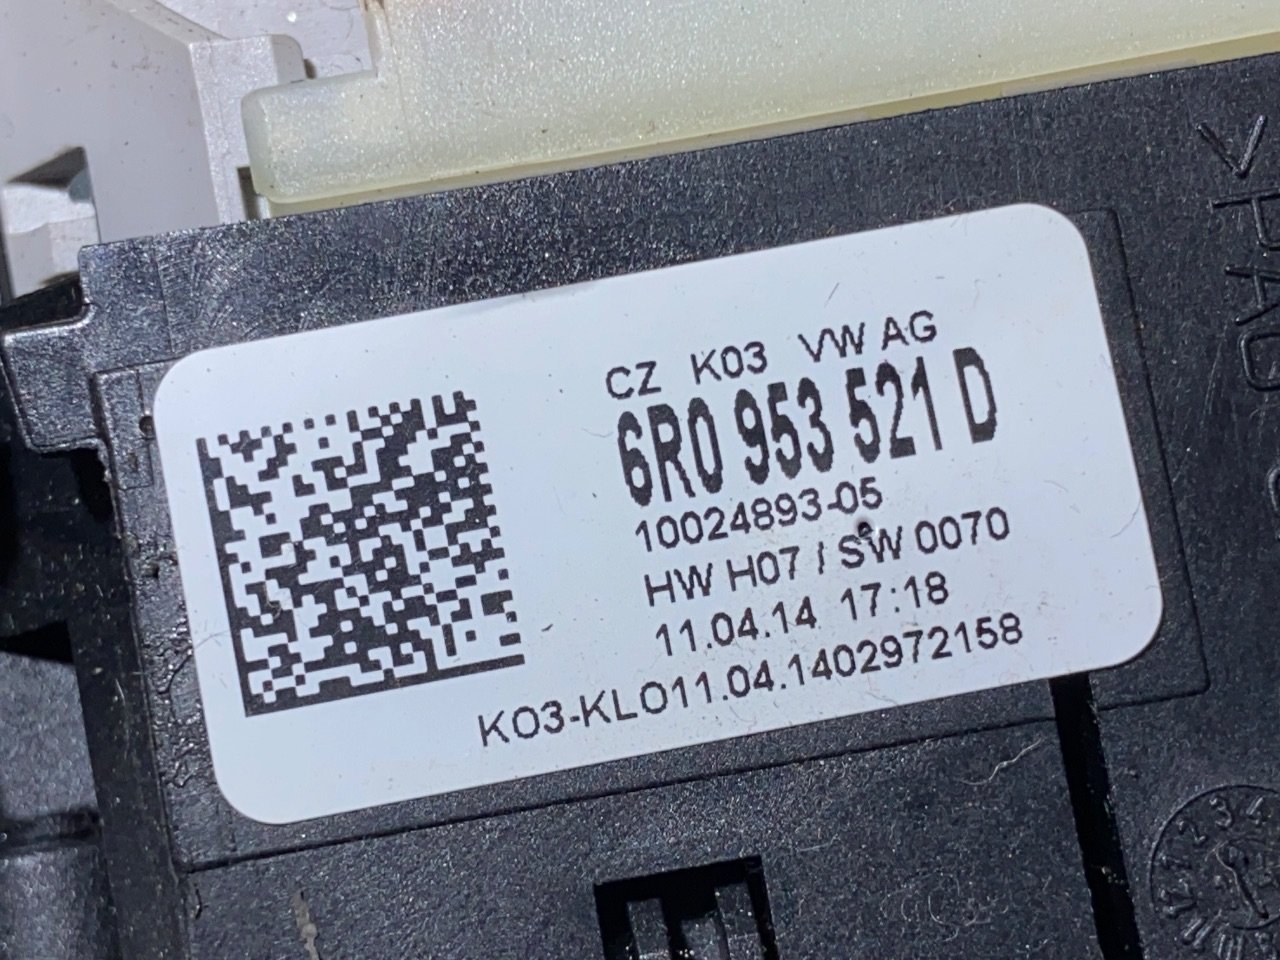 CZ K03 VW AG
6R0 953 521 D
10024893-05
HW H07 / SW 0070
11.04.14 17:18
K03-KLO11.04.1402972158